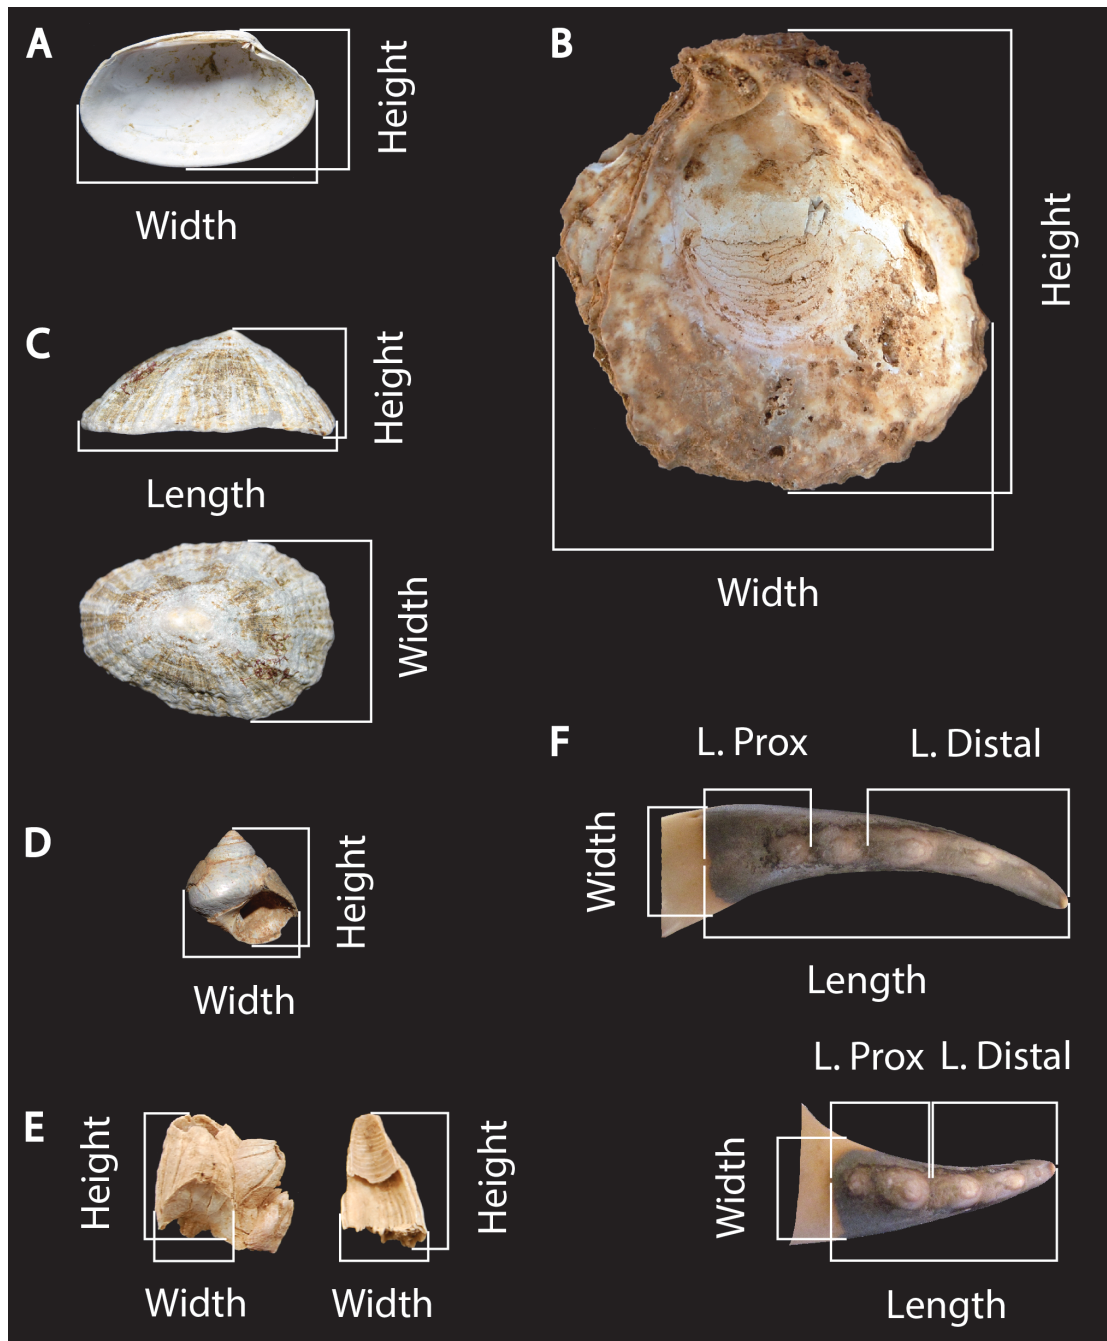 A
Height
Width
B
Height
Width
C
Height
Length
Width
D
Height
Width
E
Height
Width
Height
Width
F
L. Prox
L. Distal
Width
Length
L. Prox
L. Distal
Width
Length